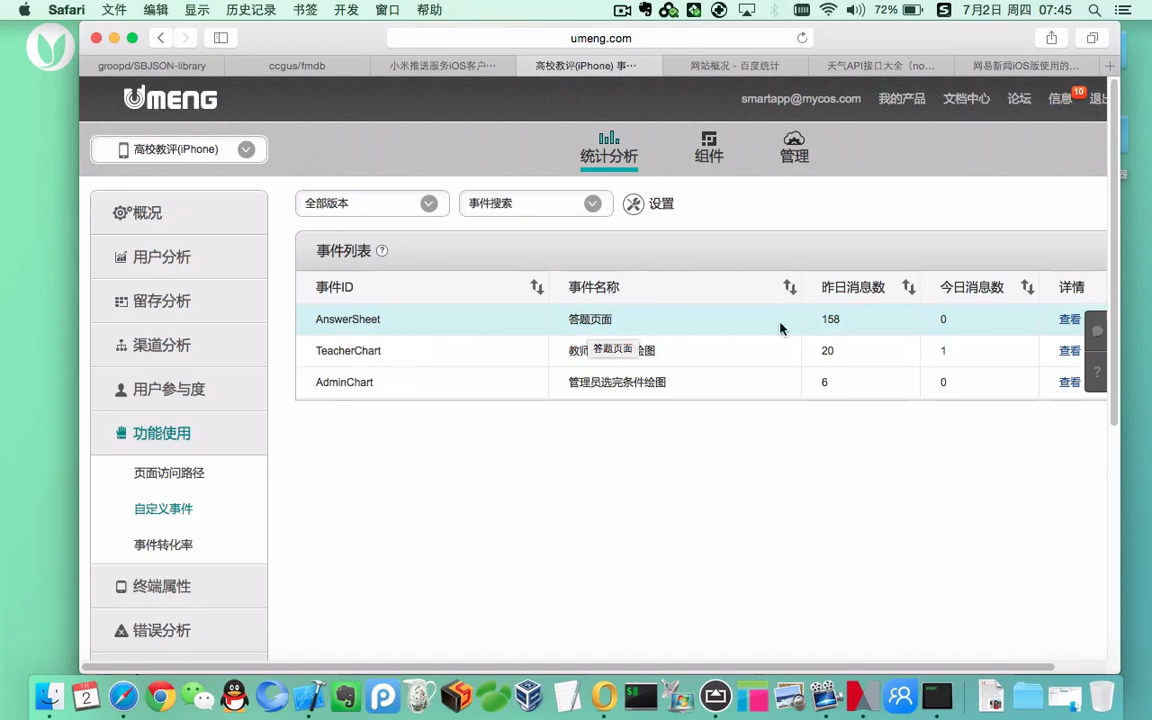 Safari 文件 编辑 显示 历史记录 书签 开发 窗口 帮助 72% 7月2日 周四 07:45
umeng.com
groopd/SBJSON-library ccgus/fmdb 小米推送服务iOS客户… 高校教评(iPhone) 事… 网站概况 - 百度统计 天气API接口大全（no… 网易新闻iOS版使用的…
UMENG smartapp@mycos.com 我的产品 文档中心 论坛 信息 10 退出
高校教评(iPhone) 统计分析 组件 管理
全部版本 事件搜索 设置
概况
用户分析
留存分析
渠道分析
用户参与度
功能使用
页面访问路径
自定义事件
事件转化率
终端属性
错误分析
事件列表 ?
事件ID 事件名称 昨日消息数 今日消息数 详情
AnswerSheet 答题页面 158 0 查看
TeacherChart 教师 绘图 20 1 查看
答题页面
AdminChart 管理员选完条件绘图 6 0 查看